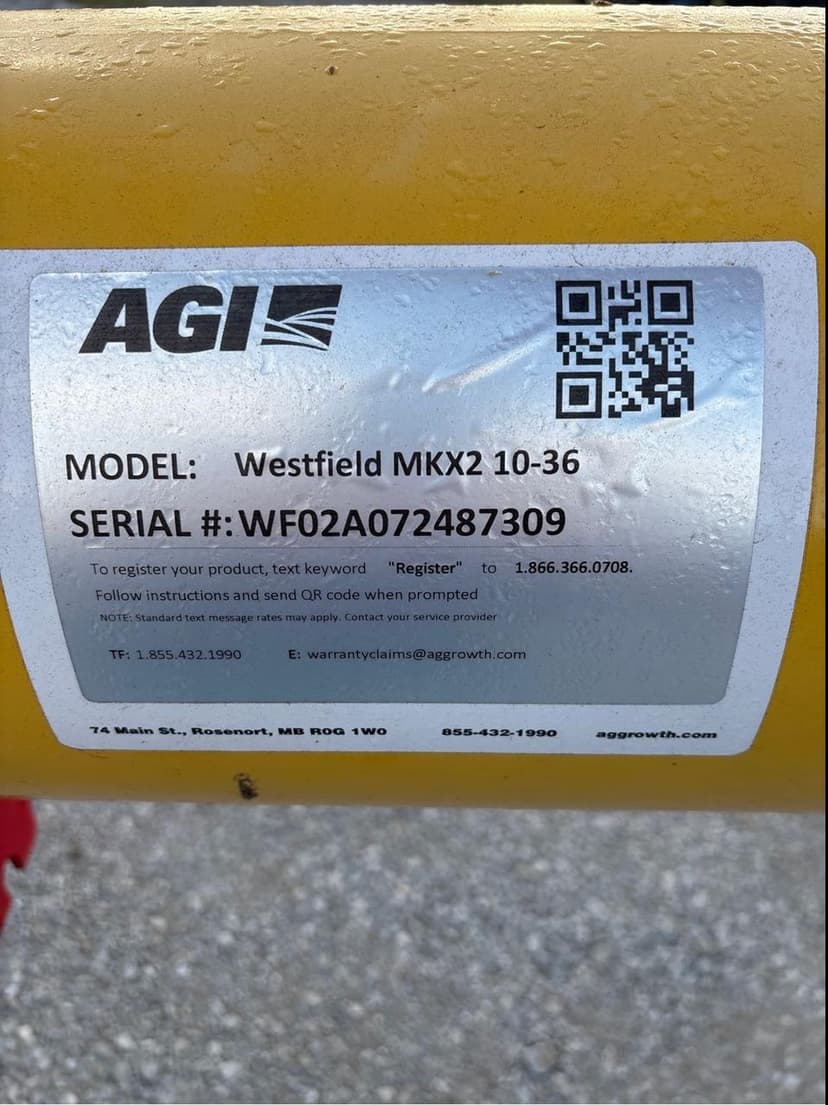 AGI
MODEL: Westfield MKX2 10-36
SERIAL #: WF02A072487309
To register your product, text keyword "Register" to 1.866.366.0708.
Follow instructions and send QR code when prompted
NOTE: Standard text message rates may apply. Contact your service provider
TF: 1.855.432.1990 E: warrantyclaims@aggrowth.com
74 Main St., Rosenort, MB R0G 1W0 855-432-1990 aggrowth.com